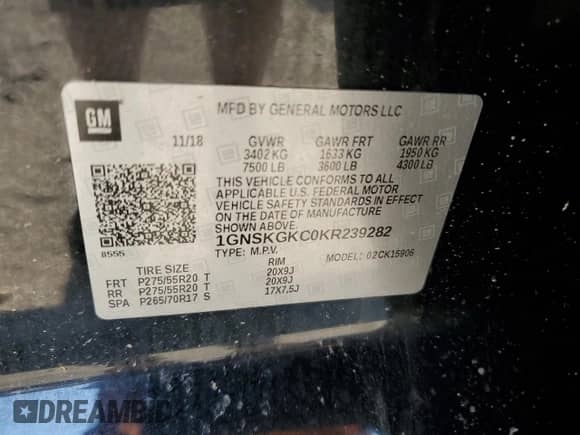 GM
MFD BY GENERAL MOTORS LLC
11/18 GVWR GAWR FRT GAWR RR
3402 KG 1633 KG 1950 KG
7500 LB 3600 LB 4300 LB
THIS VEHICLE CONFORMS TO ALL
APPLICABLE U.S. FEDERAL MOTOR
VEHICLE SAFETY STANDARDS IN EFFECT
ON THE DATE OF MANUFACTURE
SHOWN ABOVE.
8555 1GNSKGKC0KR239282
TYPE: M.P.V. MODEL: 02CK15906
TIRE SIZE RIM
FRT P275/55R20 T 20X9J
RR P275/55R20 T 20X9J
SPA P265/70R17 S 17X7.5J
DREAMBID